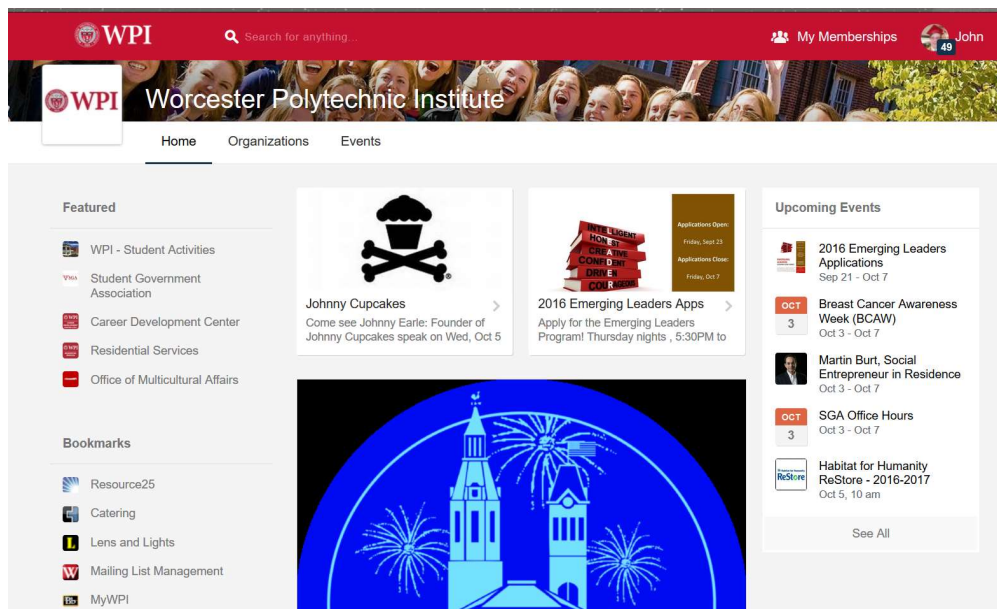 WPI
Search for anything...
My Memberships
49
John
WPI
Worcester Polytechnic Institute
Home
Organizations
Events
Featured
WPI - Student Activities
Student Government
Association
Career Development Center
Residential Services
Office of Multicultural Affairs
Bookmarks
Resource25
Catering
L
Lens and Lights
W
Mailing List Management
Bb
MyWPI
Johnny Cupcakes
Come see Johnny Earle: Founder of
Johnny Cupcakes speak on Wed, Oct 5
INTELLIGENT
HONEST
CREATIVE
CONFIDENT
DRIVEN
COURAGEOUS
Applications Open:
Friday, Sept 23
Applications Close:
Friday, Oct 7
2016 Emerging Leaders Apps
Apply for the Emerging Leaders
Program! Thursday nights , 5:30PM to
Upcoming Events
2016 Emerging Leaders
Applications
Sep 21 - Oct 7
OCT
3
Breast Cancer Awareness
Week (BCAW)
Oct 3 - Oct 7
Martin Burt, Social
Entrepreneur in Residence
Oct 3 - Oct 7
OCT
3
SGA Office Hours
Oct 3 - Oct 7
ReStore
Habitat for Humanity
ReStore - 2016-2017
Oct 5, 10 am
See All